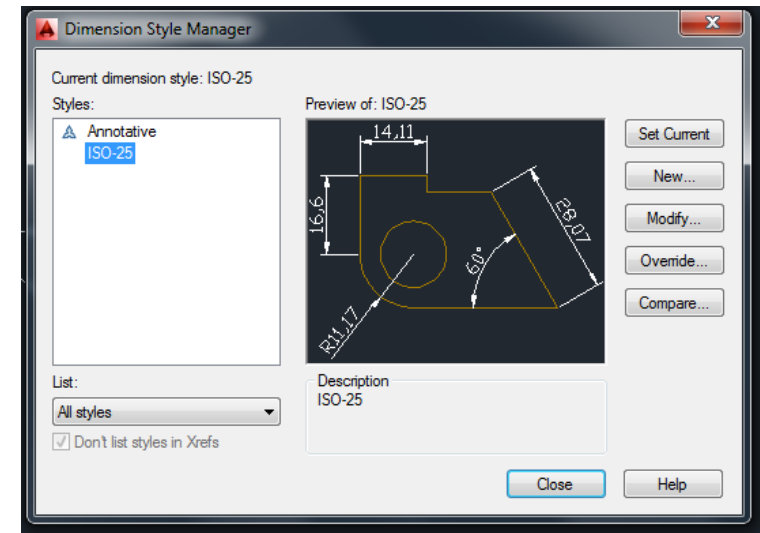 Dimension Style Manager
Current dimension style: ISO-25
Styles:
Annotative
ISO-25
Preview of: ISO-25
14,11
16,6
28,07
60°
R11,17
Set Current
New...
Modify...
Override...
Compare...
List:
All styles
Don't list styles in Xrefs
Description
ISO-25
Close
Help